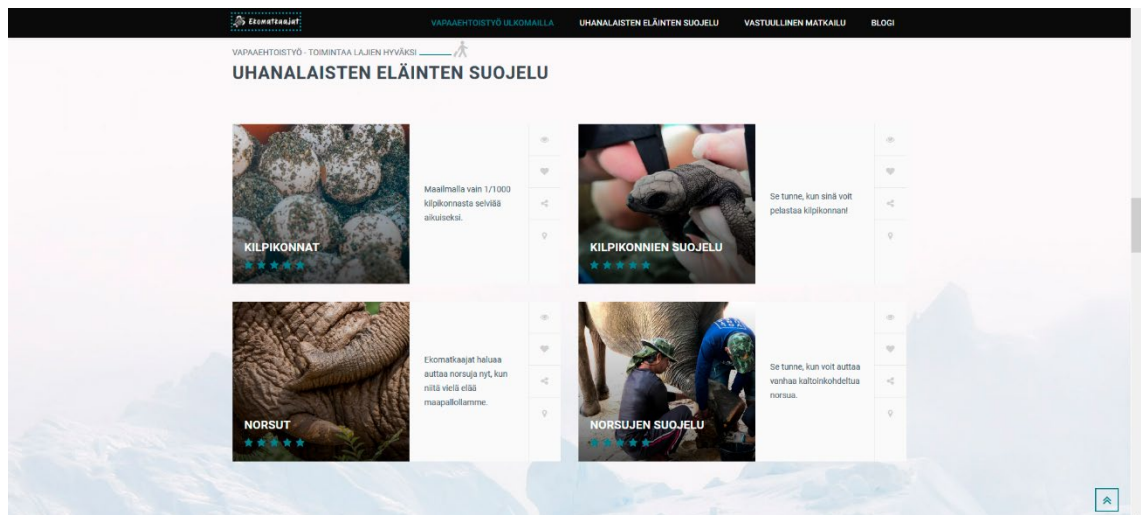 Ekomatkaajat
VAPAAEHTOISTYÖ ULKOMAILLA
UHANALAISTEN ELÄINTEN SUOJELU
VASTUULLINEN MATKAILU
BLOGI
VAPAAEHTOISTYÖ - TOIMINTAA LAJIEN HYVÄKSI
UHANALAISTEN ELÄINTEN SUOJELU
KILPIKONNAT
Maailmalla vain 1/1000
kilpikonnasta selviää
aikuiseksi.
KILPIKONNIEN SUOJELU
Se tunne, kun sinä voit
pelastaa kilpikonnan!
NORSUT
Ekomatkaajat haluaa
auttaa norsuja nyt, kun
niitä vielä elää
maapallollamme.
NORSUJEN SUOJELU
Se tunne, kun voit auttaa
vanhaa kaltoinkohdeltua
norsua.